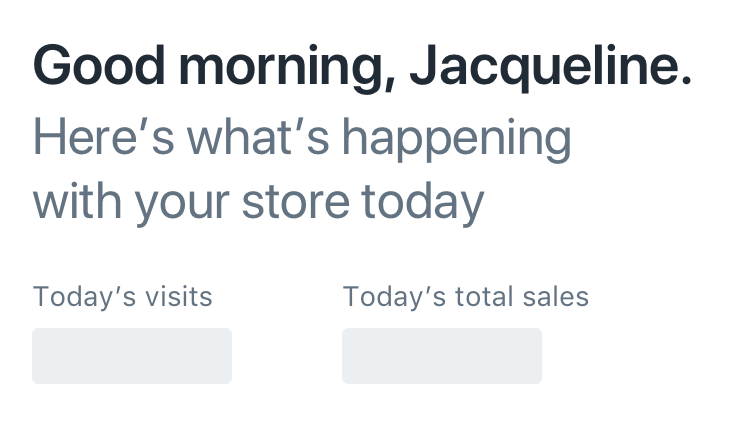 Good morning, Jacqueline.
Here’s what’s happening
with your store today
Today’s visits
Today’s total sales